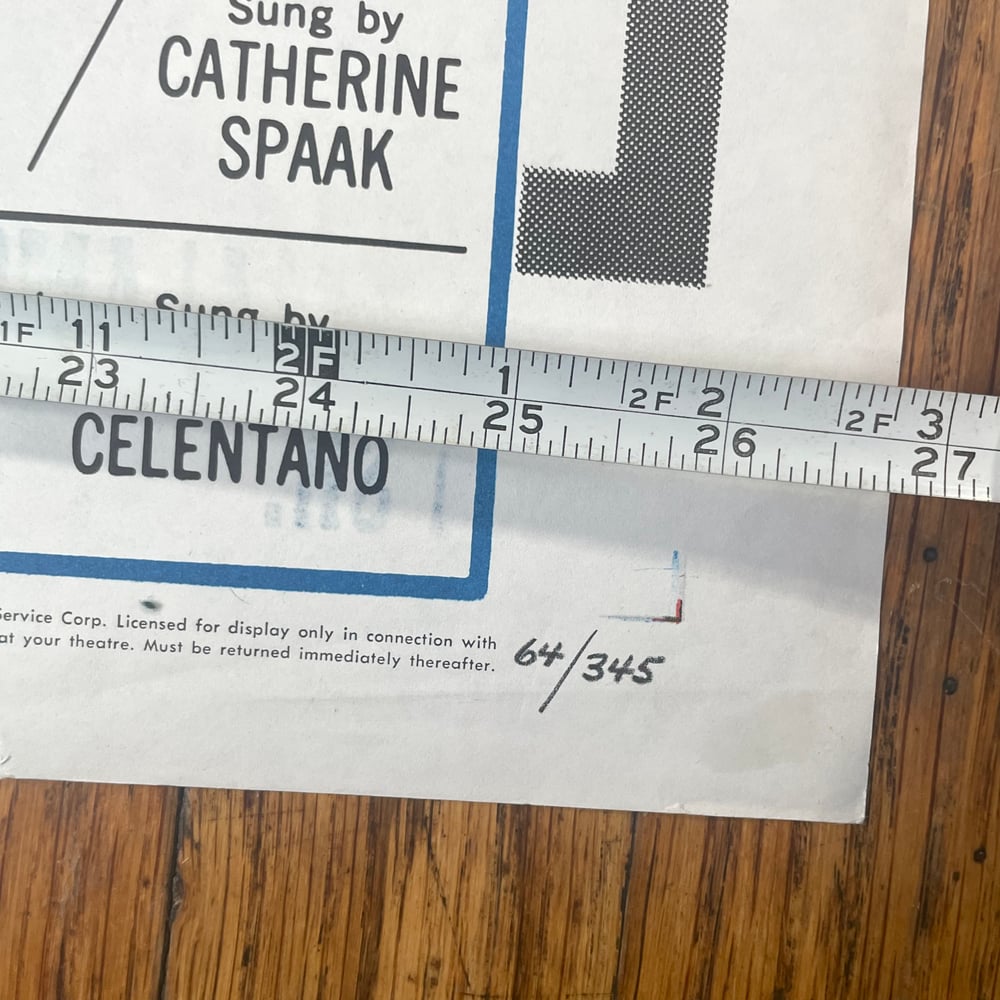 Sung by
CATHERINE
SPAAK
Sung by
1F 11 2F 1 2F 2 2F 3
23 24 25 26 27
CELENTANO
Service Corp. Licensed for display only in connection with
at your theatre. Must be returned immediately thereafter.
64/345